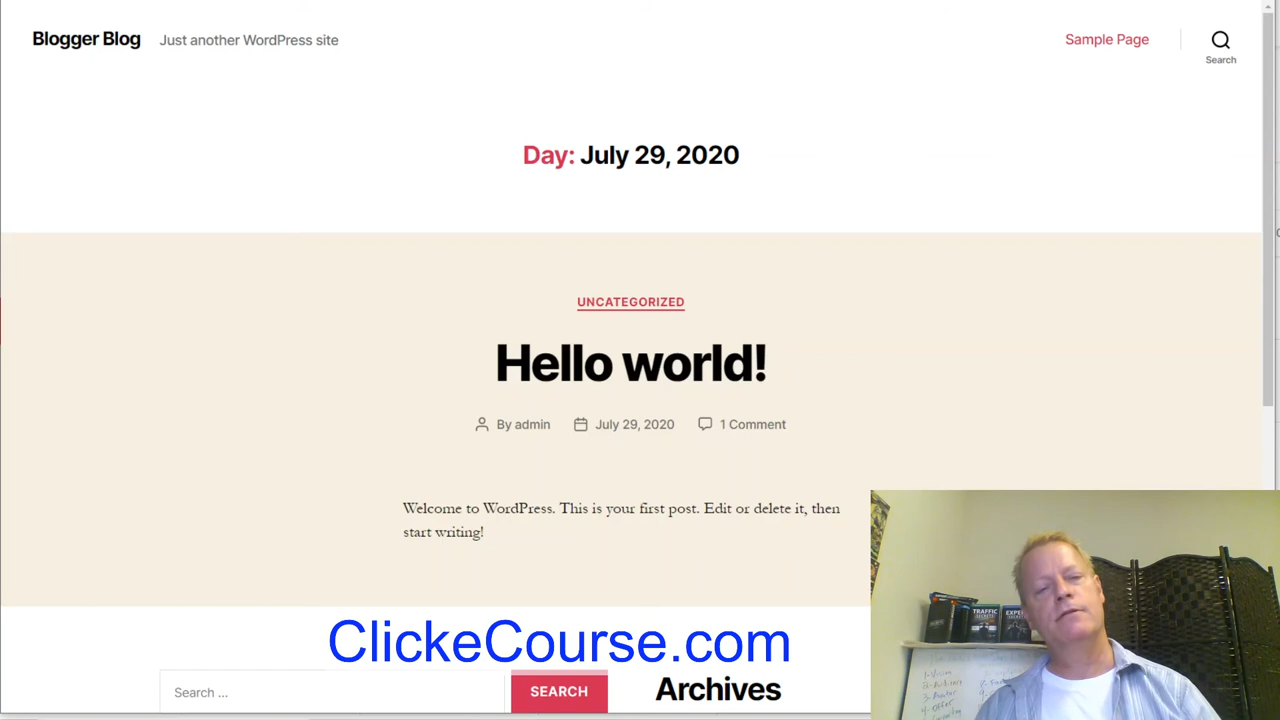 Blogger Blog Just another WordPress site Sample Page
Search
Day: July 29, 2020
UNCATEGORIZED
Hello world!
By admin July 29, 2020 1 Comment
Welcome to WordPress. This is your first post. Edit or delete it, then
start writing!
TRAFFIC
SECRETS
ClickeCourse.com
Search ...
SEARCH
Archives